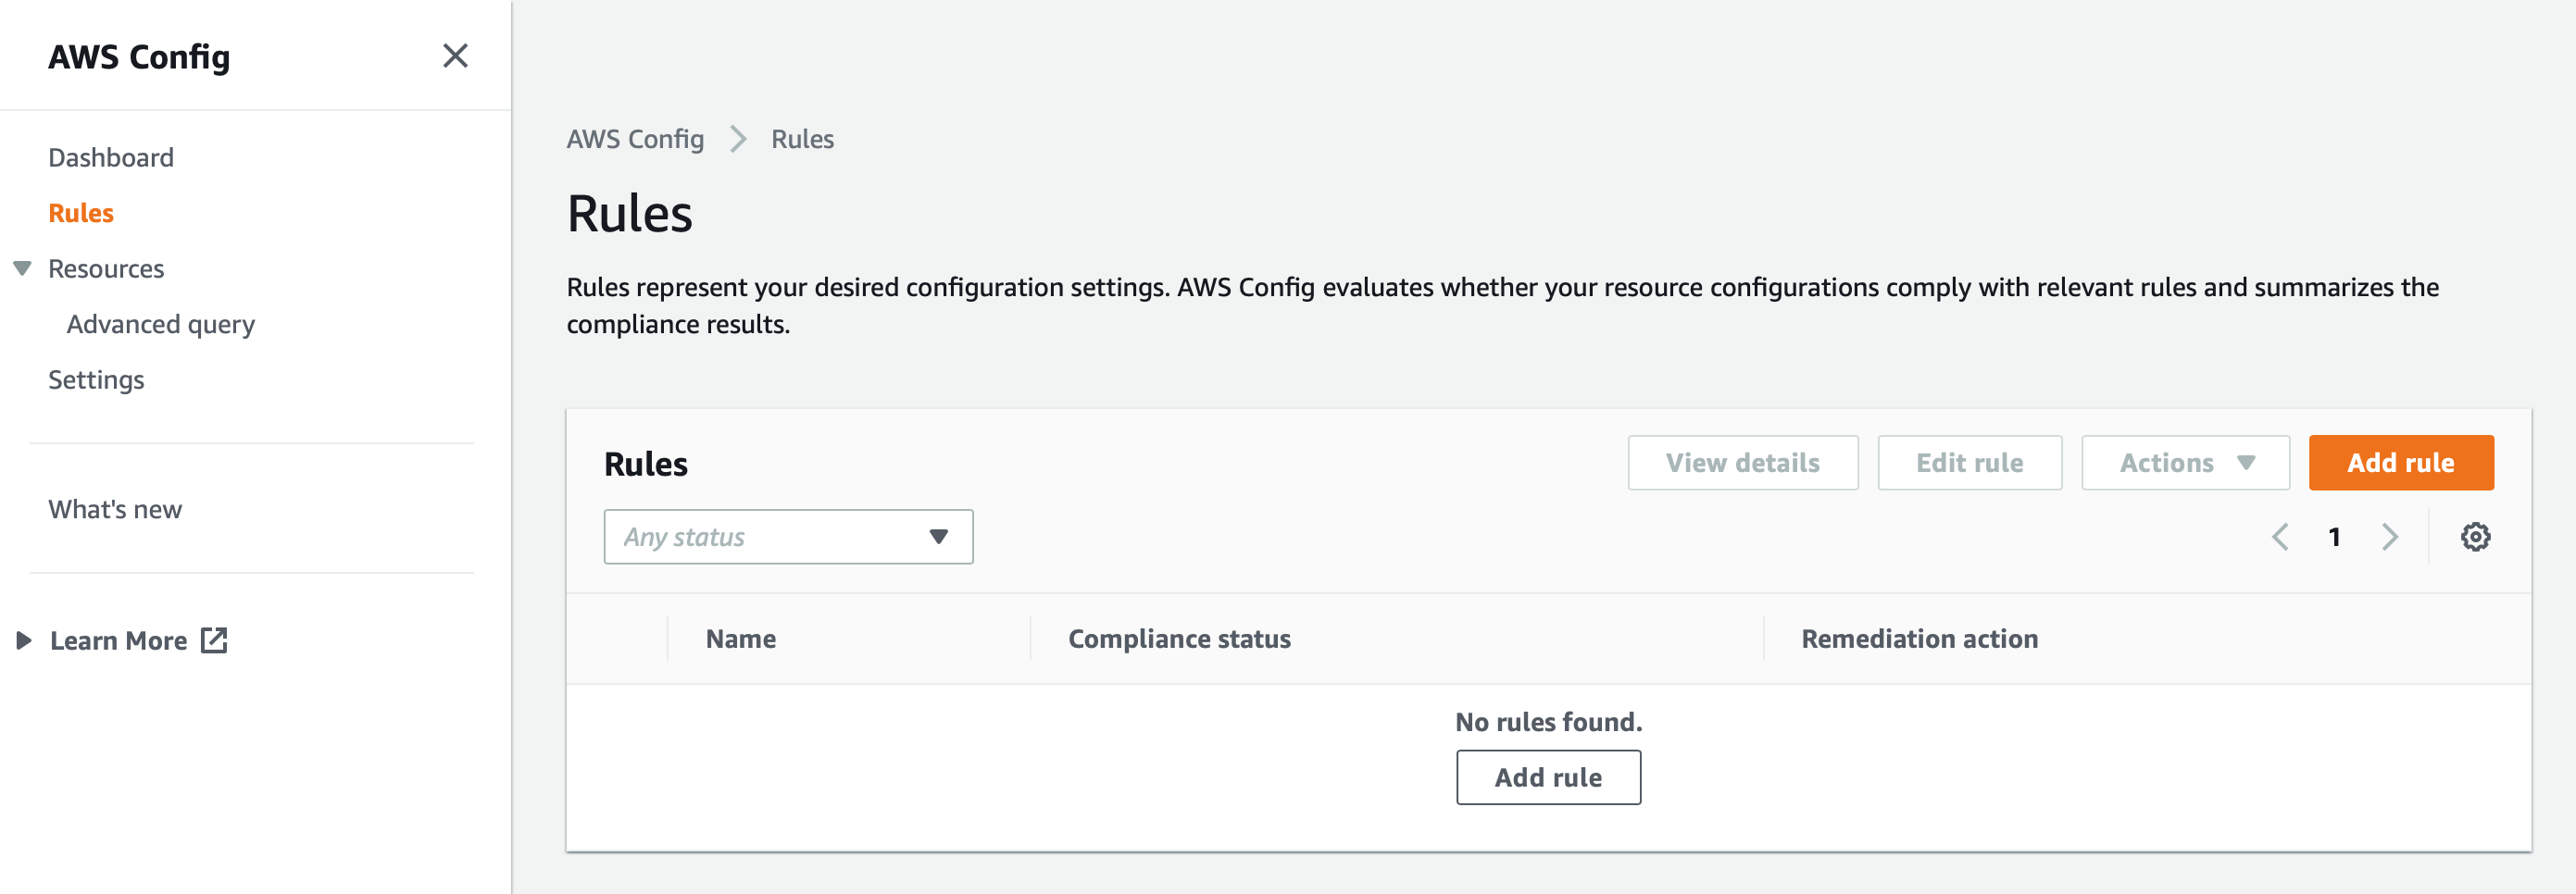 AWS Config
Dashboard
Rules
Resources
Advanced query
Settings
What's new
Learn More
AWS Config Rules
Rules
Rules represent your desired configuration settings. AWS Config evaluates whether your resource configurations comply with relevant rules and summarizes the
compliance results.
Rules
View details
Edit rule
Actions
Add rule
Any status
1
Name
Compliance status
Remediation action
No rules found.
Add rule